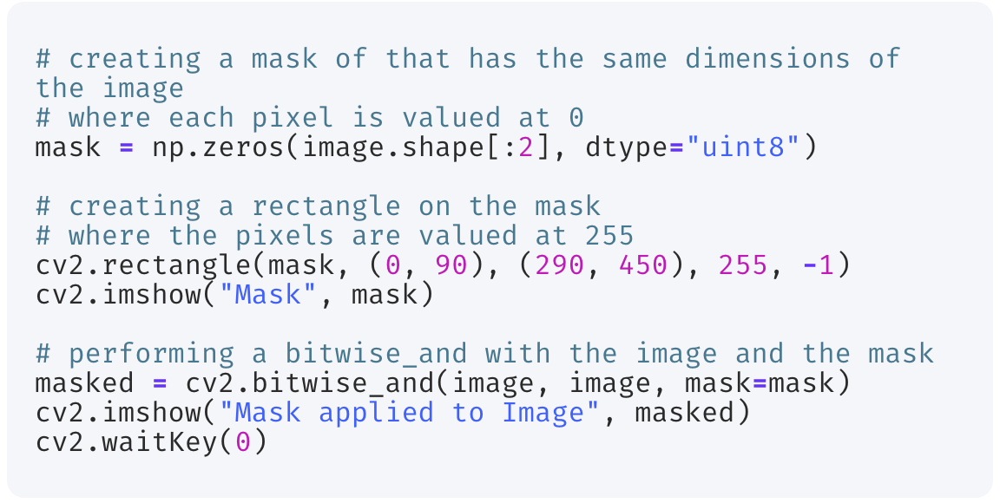 # creating a mask of that has the same dimensions of
the image
# where each pixel is valued at 0
mask = np.zeros(image.shape[:2], dtype="uint8")
# creating a rectangle on the mask
# where the pixels are valued at 255
cv2.rectangle(mask, (0, 90), (290, 450), 255, -1)
cv2.imshow("Mask", mask)
# performing a bitwise_and with the image and the mask
masked = cv2.bitwise_and(image, image, mask=mask)
cv2.imshow("Mask applied to Image", masked)
cv2.waitKey(0)